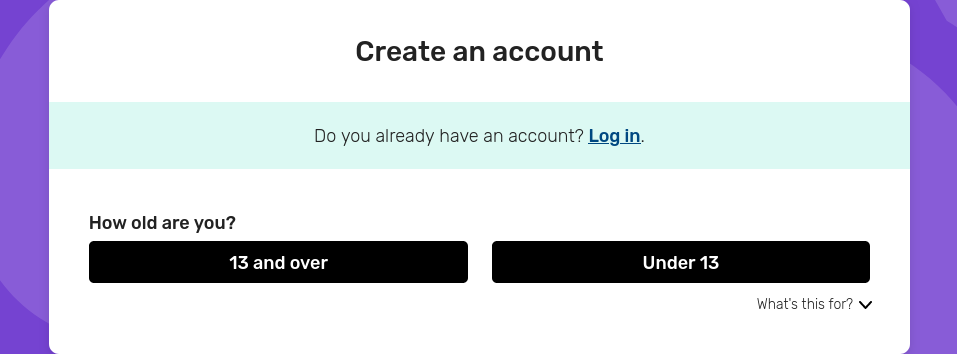 Create an account
Do you already have an account? Log in.
How old are you?
13 and over
Under 13
What's this for?